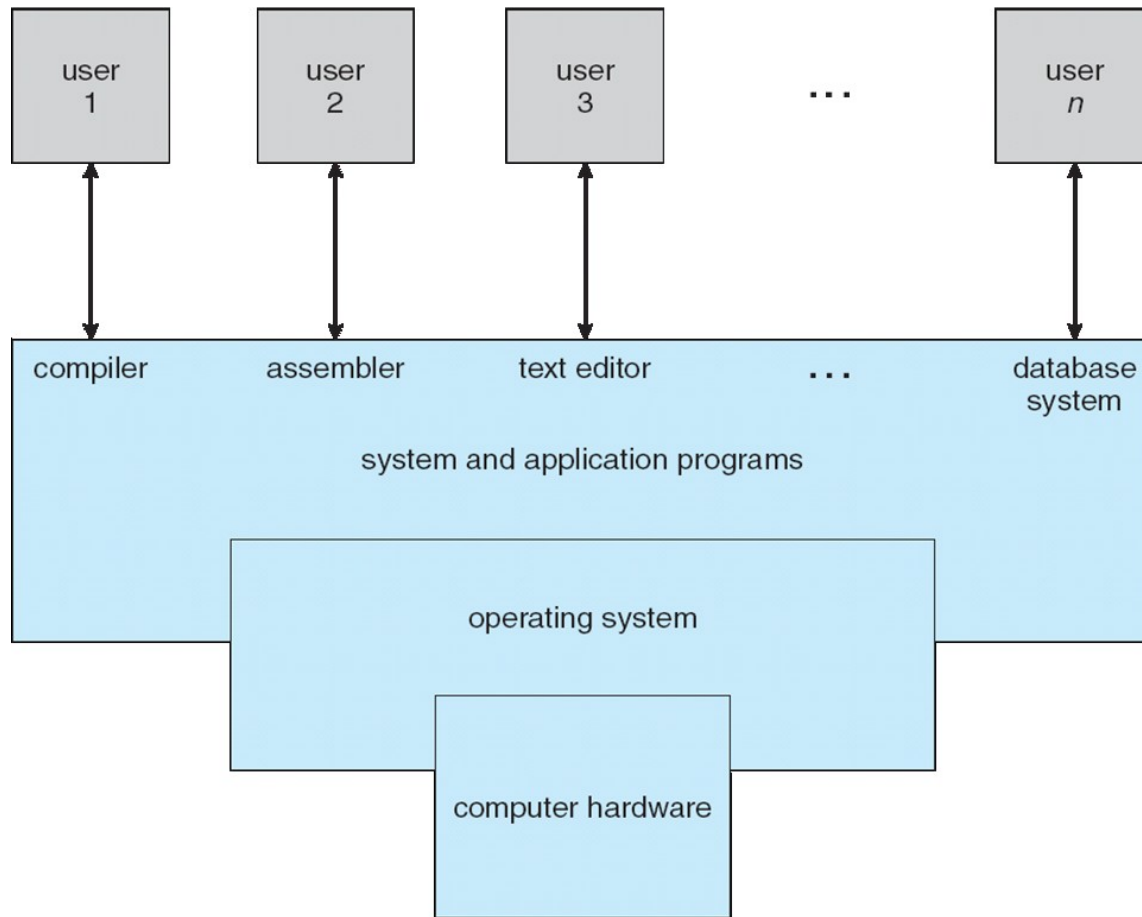 user
1
user
2
user
3
...
user
n
compiler
assembler
text editor
...
database
system
system and application programs
operating system
computer hardware